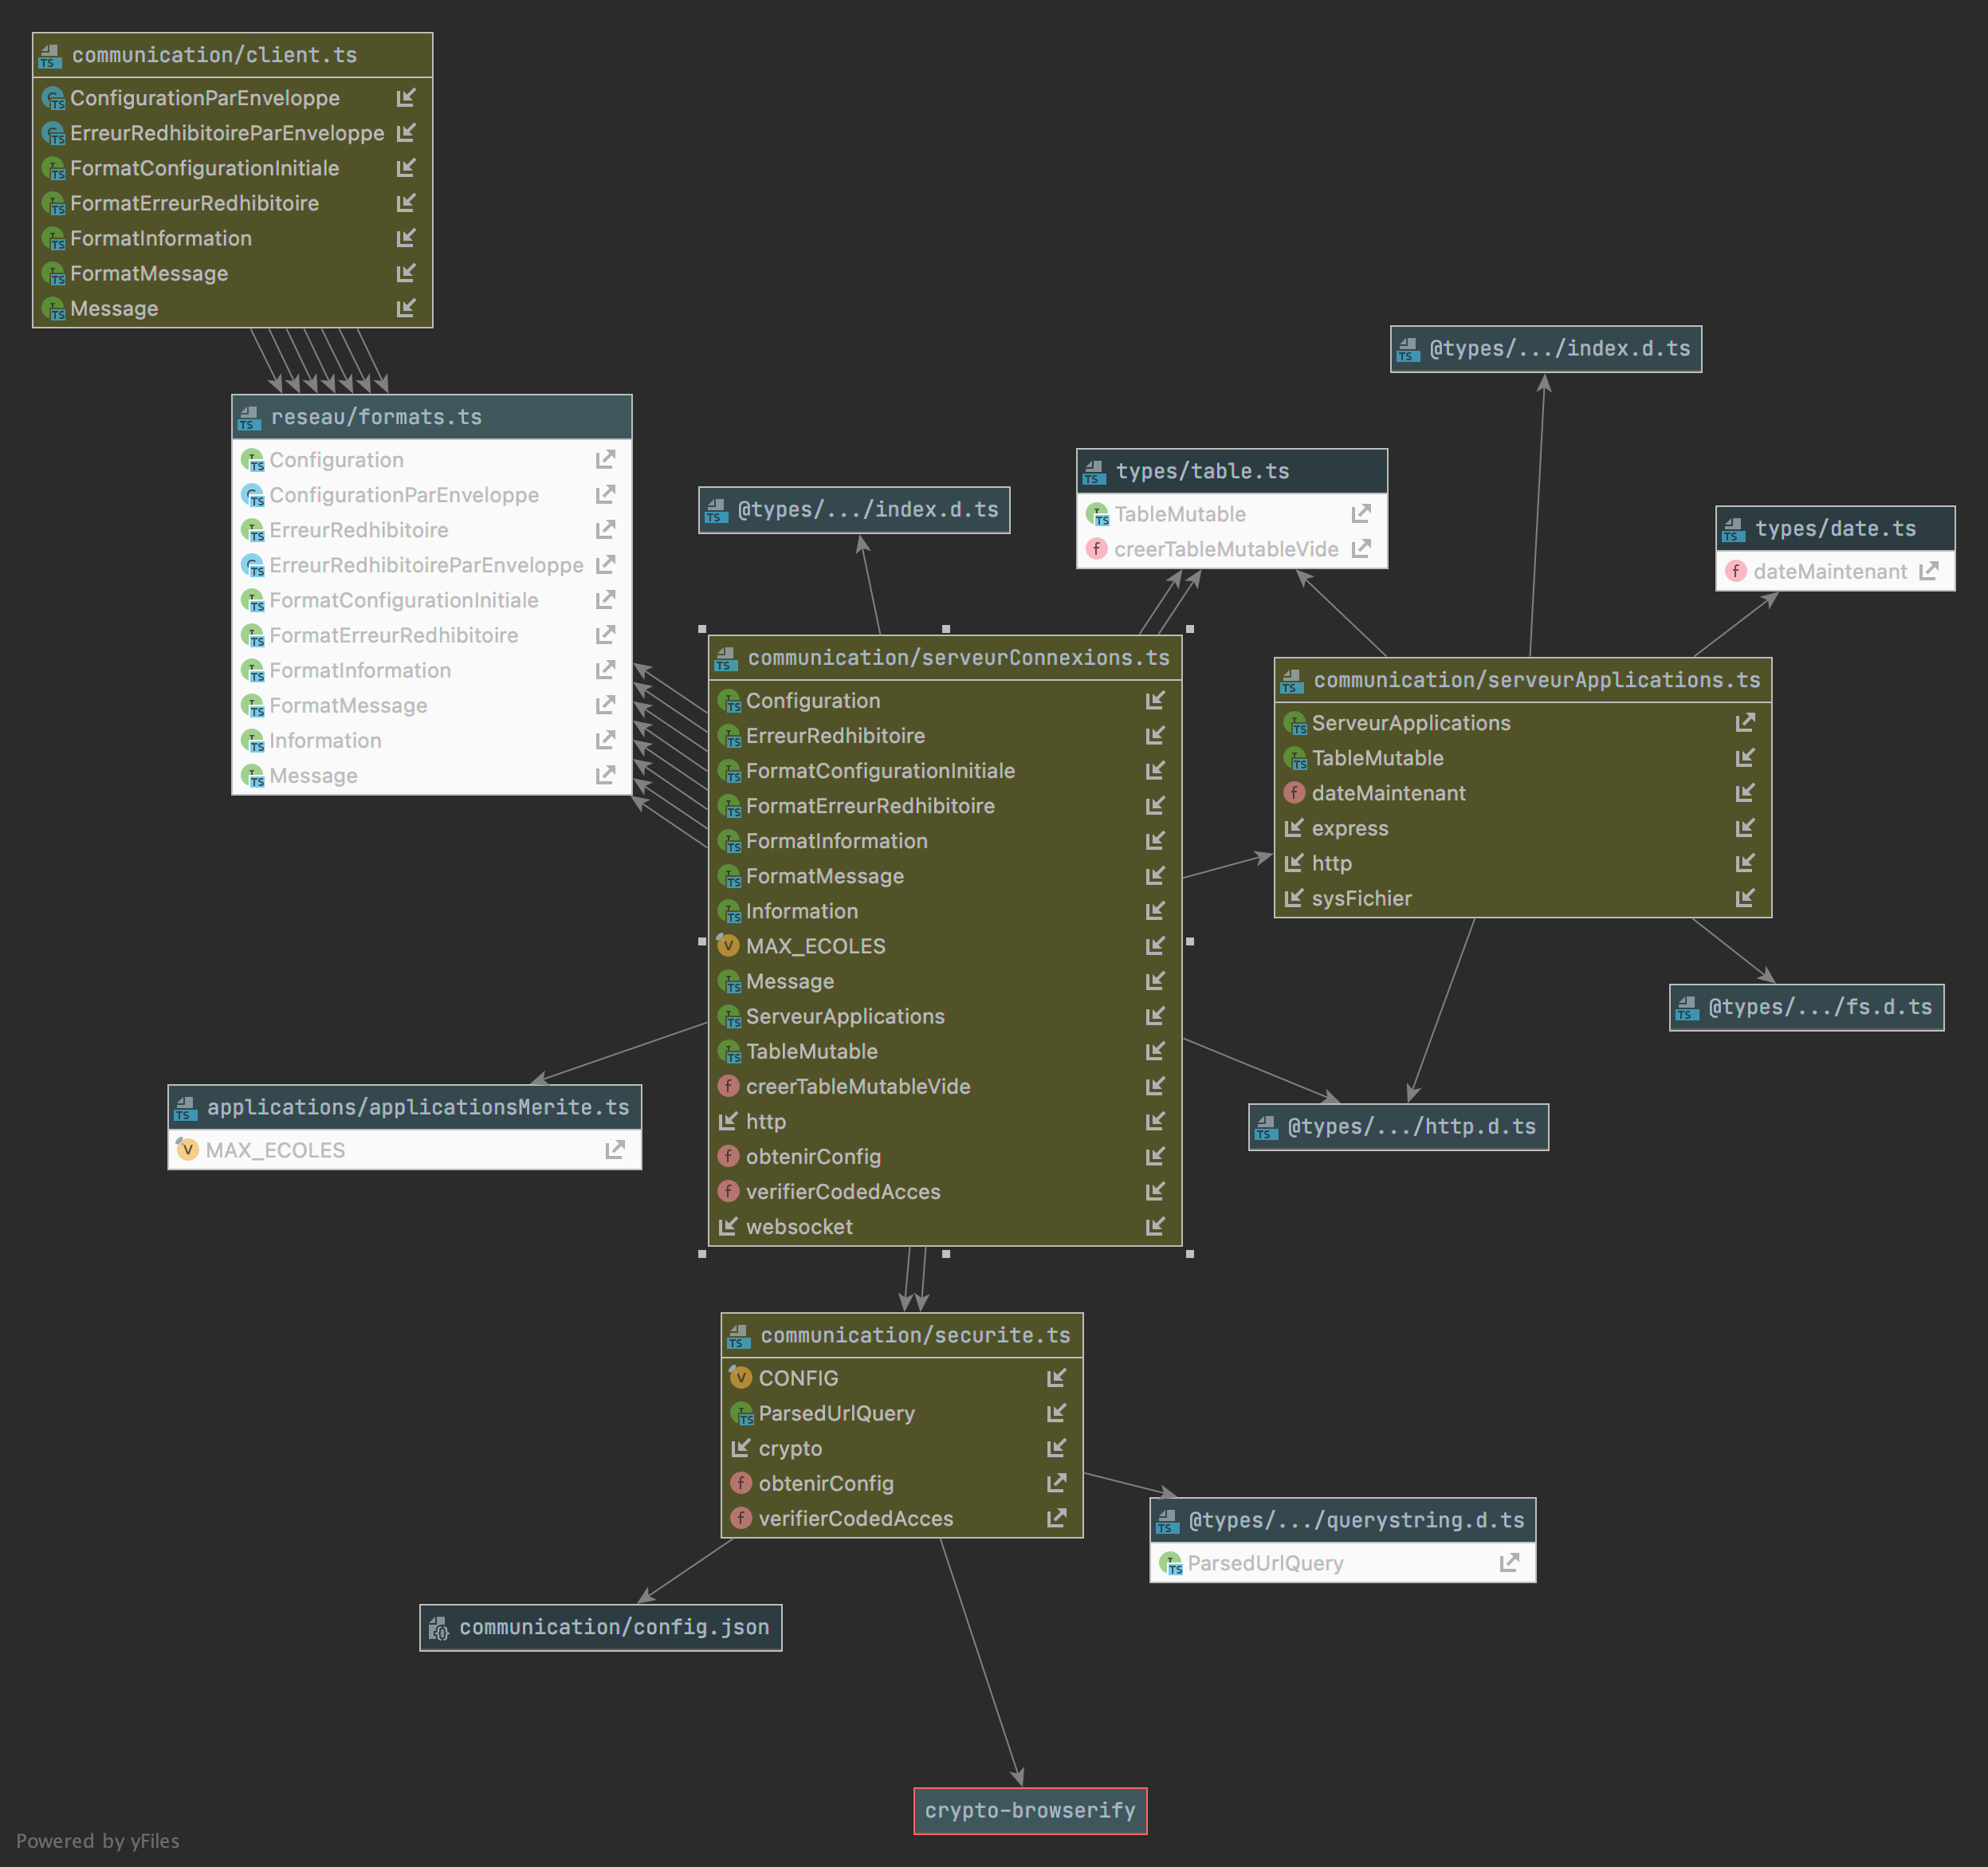 communication/client.ts
ConfigurationParEnveloppe
ErreurRedhibitoireParEnveloppe
FormatConfigurationInitiale
FormatErreurRedhibitoire
FormatInformation
FormatMessage
Message
reseau/formats.ts
Configuration
ConfigurationParEnveloppe
ErreurRedhibitoire
ErreurRedhibitoireParEnveloppe
FormatConfigurationInitiale
FormatErreurRedhibitoire
FormatInformation
FormatMessage
Information
Message
@types/.../index.d.ts
types/table.ts
TableMutable
creerTableMutableVide
@types/.../index.d.ts
types/date.ts
dateMaintenant
communication/serveurConnexions.ts
Configuration
ErreurRedhibitoire
FormatConfigurationInitiale
FormatErreurRedhibitoire
FormatInformation
FormatMessage
Information
MAX_ECOLES
Message
ServeurApplications
TableMutable
creerTableMutableVide
http
obtenirConfig
verifierCodedAcces
websocket
communication/serveurApplications.ts
ServeurApplications
TableMutable
dateMaintenant
express
http
sysFichier
@types/.../fs.d.ts
applications/applicationsMerite.ts
MAX_ECOLES
@types/.../http.d.ts
communication/securite.ts
CONFIG
ParsedUrlQuery
crypto
obtenirConfig
verifierCodedAcces
@types/.../querystring.d.ts
ParsedUrlQuery
communication/config.json
crypto-browserify
Powered by yFiles